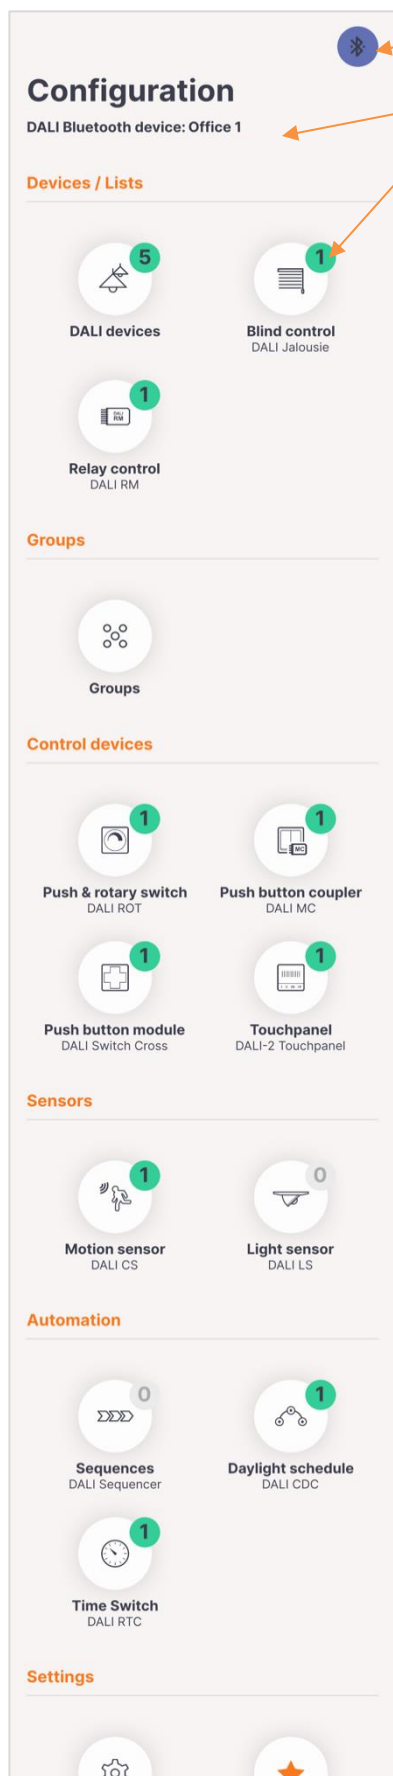 Configuration
DALI Bluetooth device: Office 1
Devices / Lists
5
1
DALI devices
Blind control
DALI Jalousie
1
DALI
RM
Relay control
DALI RM
Groups
Groups
Control devices
1
1
MC
Push & rotary switch
Push button coupler
DALI ROT
DALI MC
1
1
Push button module
Touchpanel
DALI Switch Cross
DALI-2 Touchpanel
Sensors
1
0
Motion sensor
Light sensor
DALI CS
DALI LS
Automation
0
1
Sequences
Daylight schedule
DALI Sequencer
DALI CDC
1
Time Switch
DALI RTC
Settings